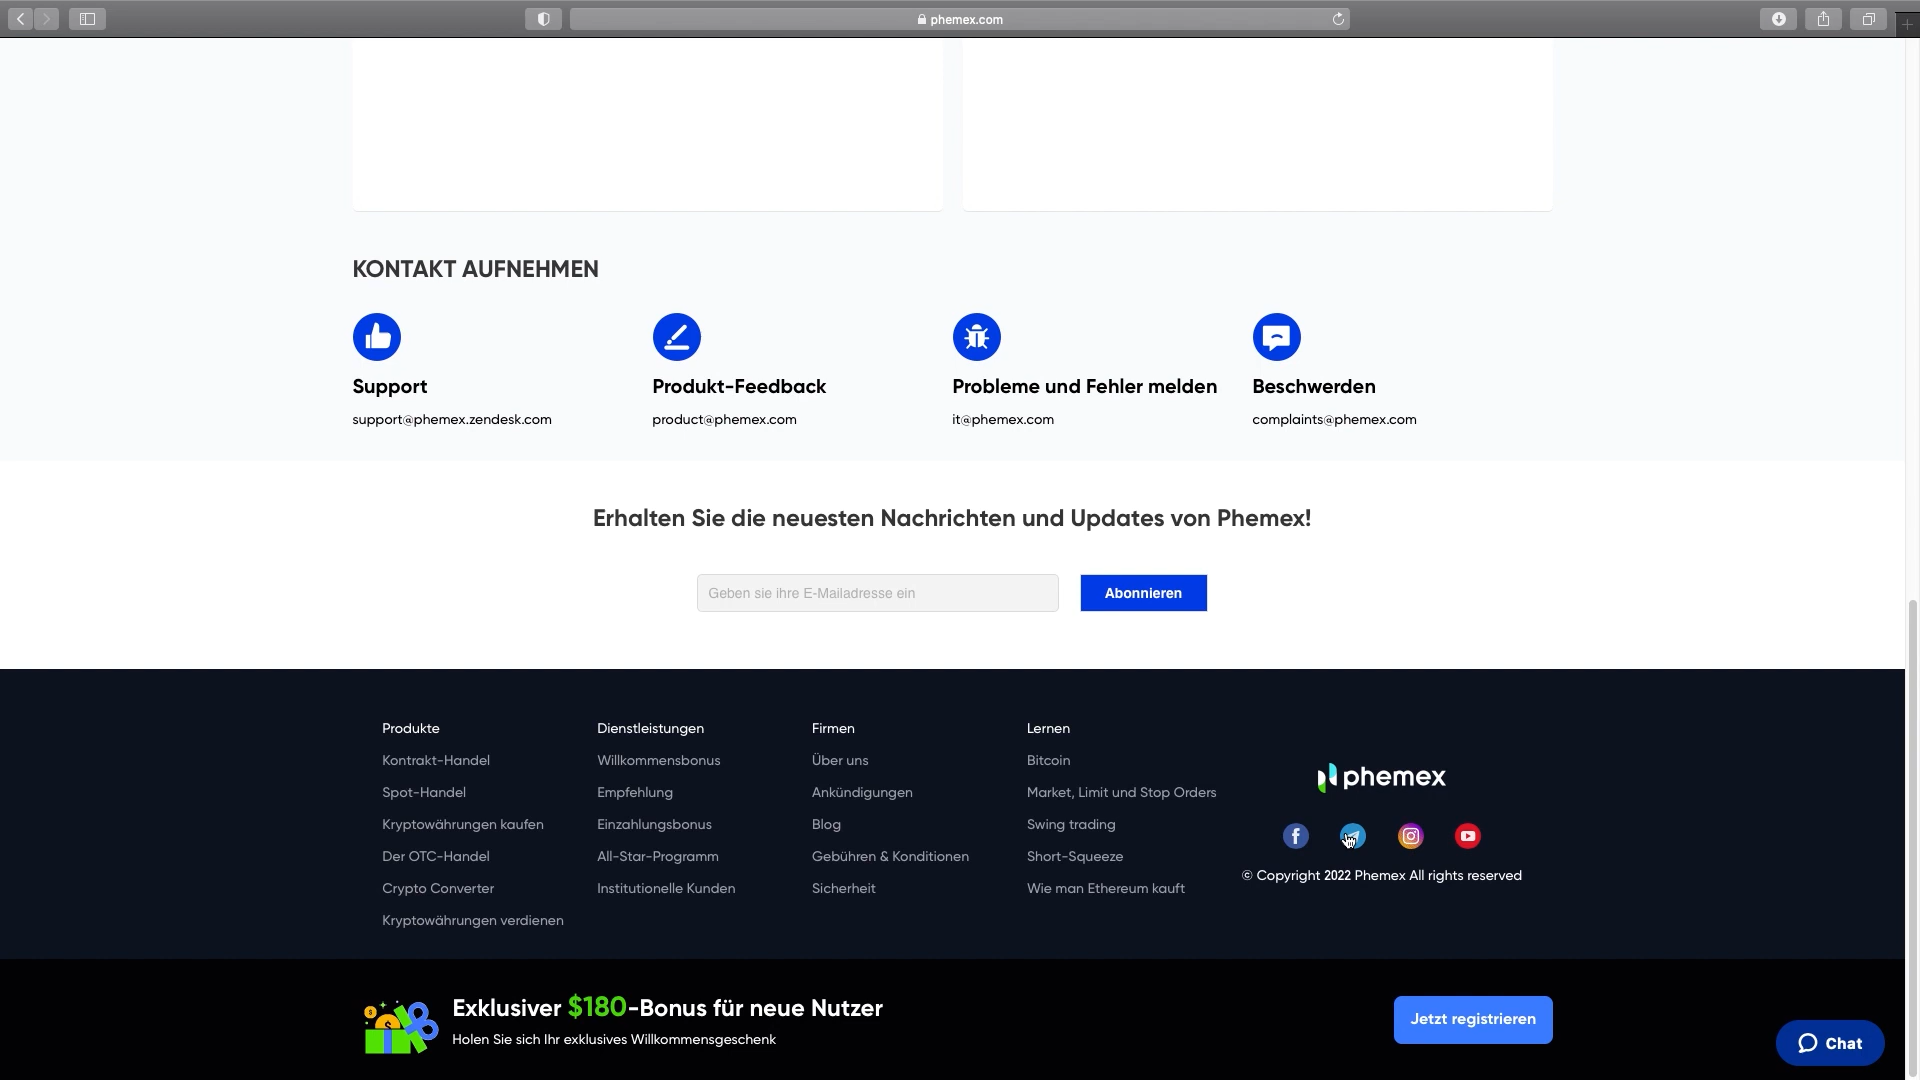 phemex.com
KONTAKT AUFNEHMEN
Support
Produkt-Feedback
Probleme und Fehler melden
Beschwerden
support@phemex.zendesk.com
product@phemex.com
it@phemex.com
complaints@phemex.com
Erhalten Sie die neuesten Nachrichten und Updates von Phemex!
Geben sie ihre E-Mailadresse ein
Abonnieren
Produkte
Kontrakt-Handel
Spot-Handel
Kryptowährungen kaufen
Der OTC-Handel
Crypto Converter
Kryptowährungen verdienen
Dienstleistungen
Willkommensbonus
Empfehlung
Einzahlungsbonus
All-Star-Programm
Institutionelle Kunden
Firmen
Über uns
Ankündigungen
Blog
Gebühren & Konditionen
Sicherheit
Lernen
Bitcoin
Market, Limit und Stop Orders
Swing trading
Short-Squeeze
Wie man Ethereum kauft
phemex
© Copyright 2022 Phemex All rights reserved
Exklusiver $180-Bonus für neue Nutzer
Holen Sie sich Ihr exklusives Willkommensgeschenk
Jetzt registrieren
Chat